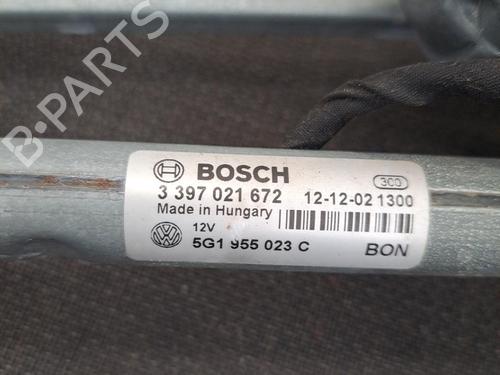 B-PARTS
BOSCH
300
3 397 021 672 12-12-02 1300
Made in Hungary
12V
5G1 955 023 C BON